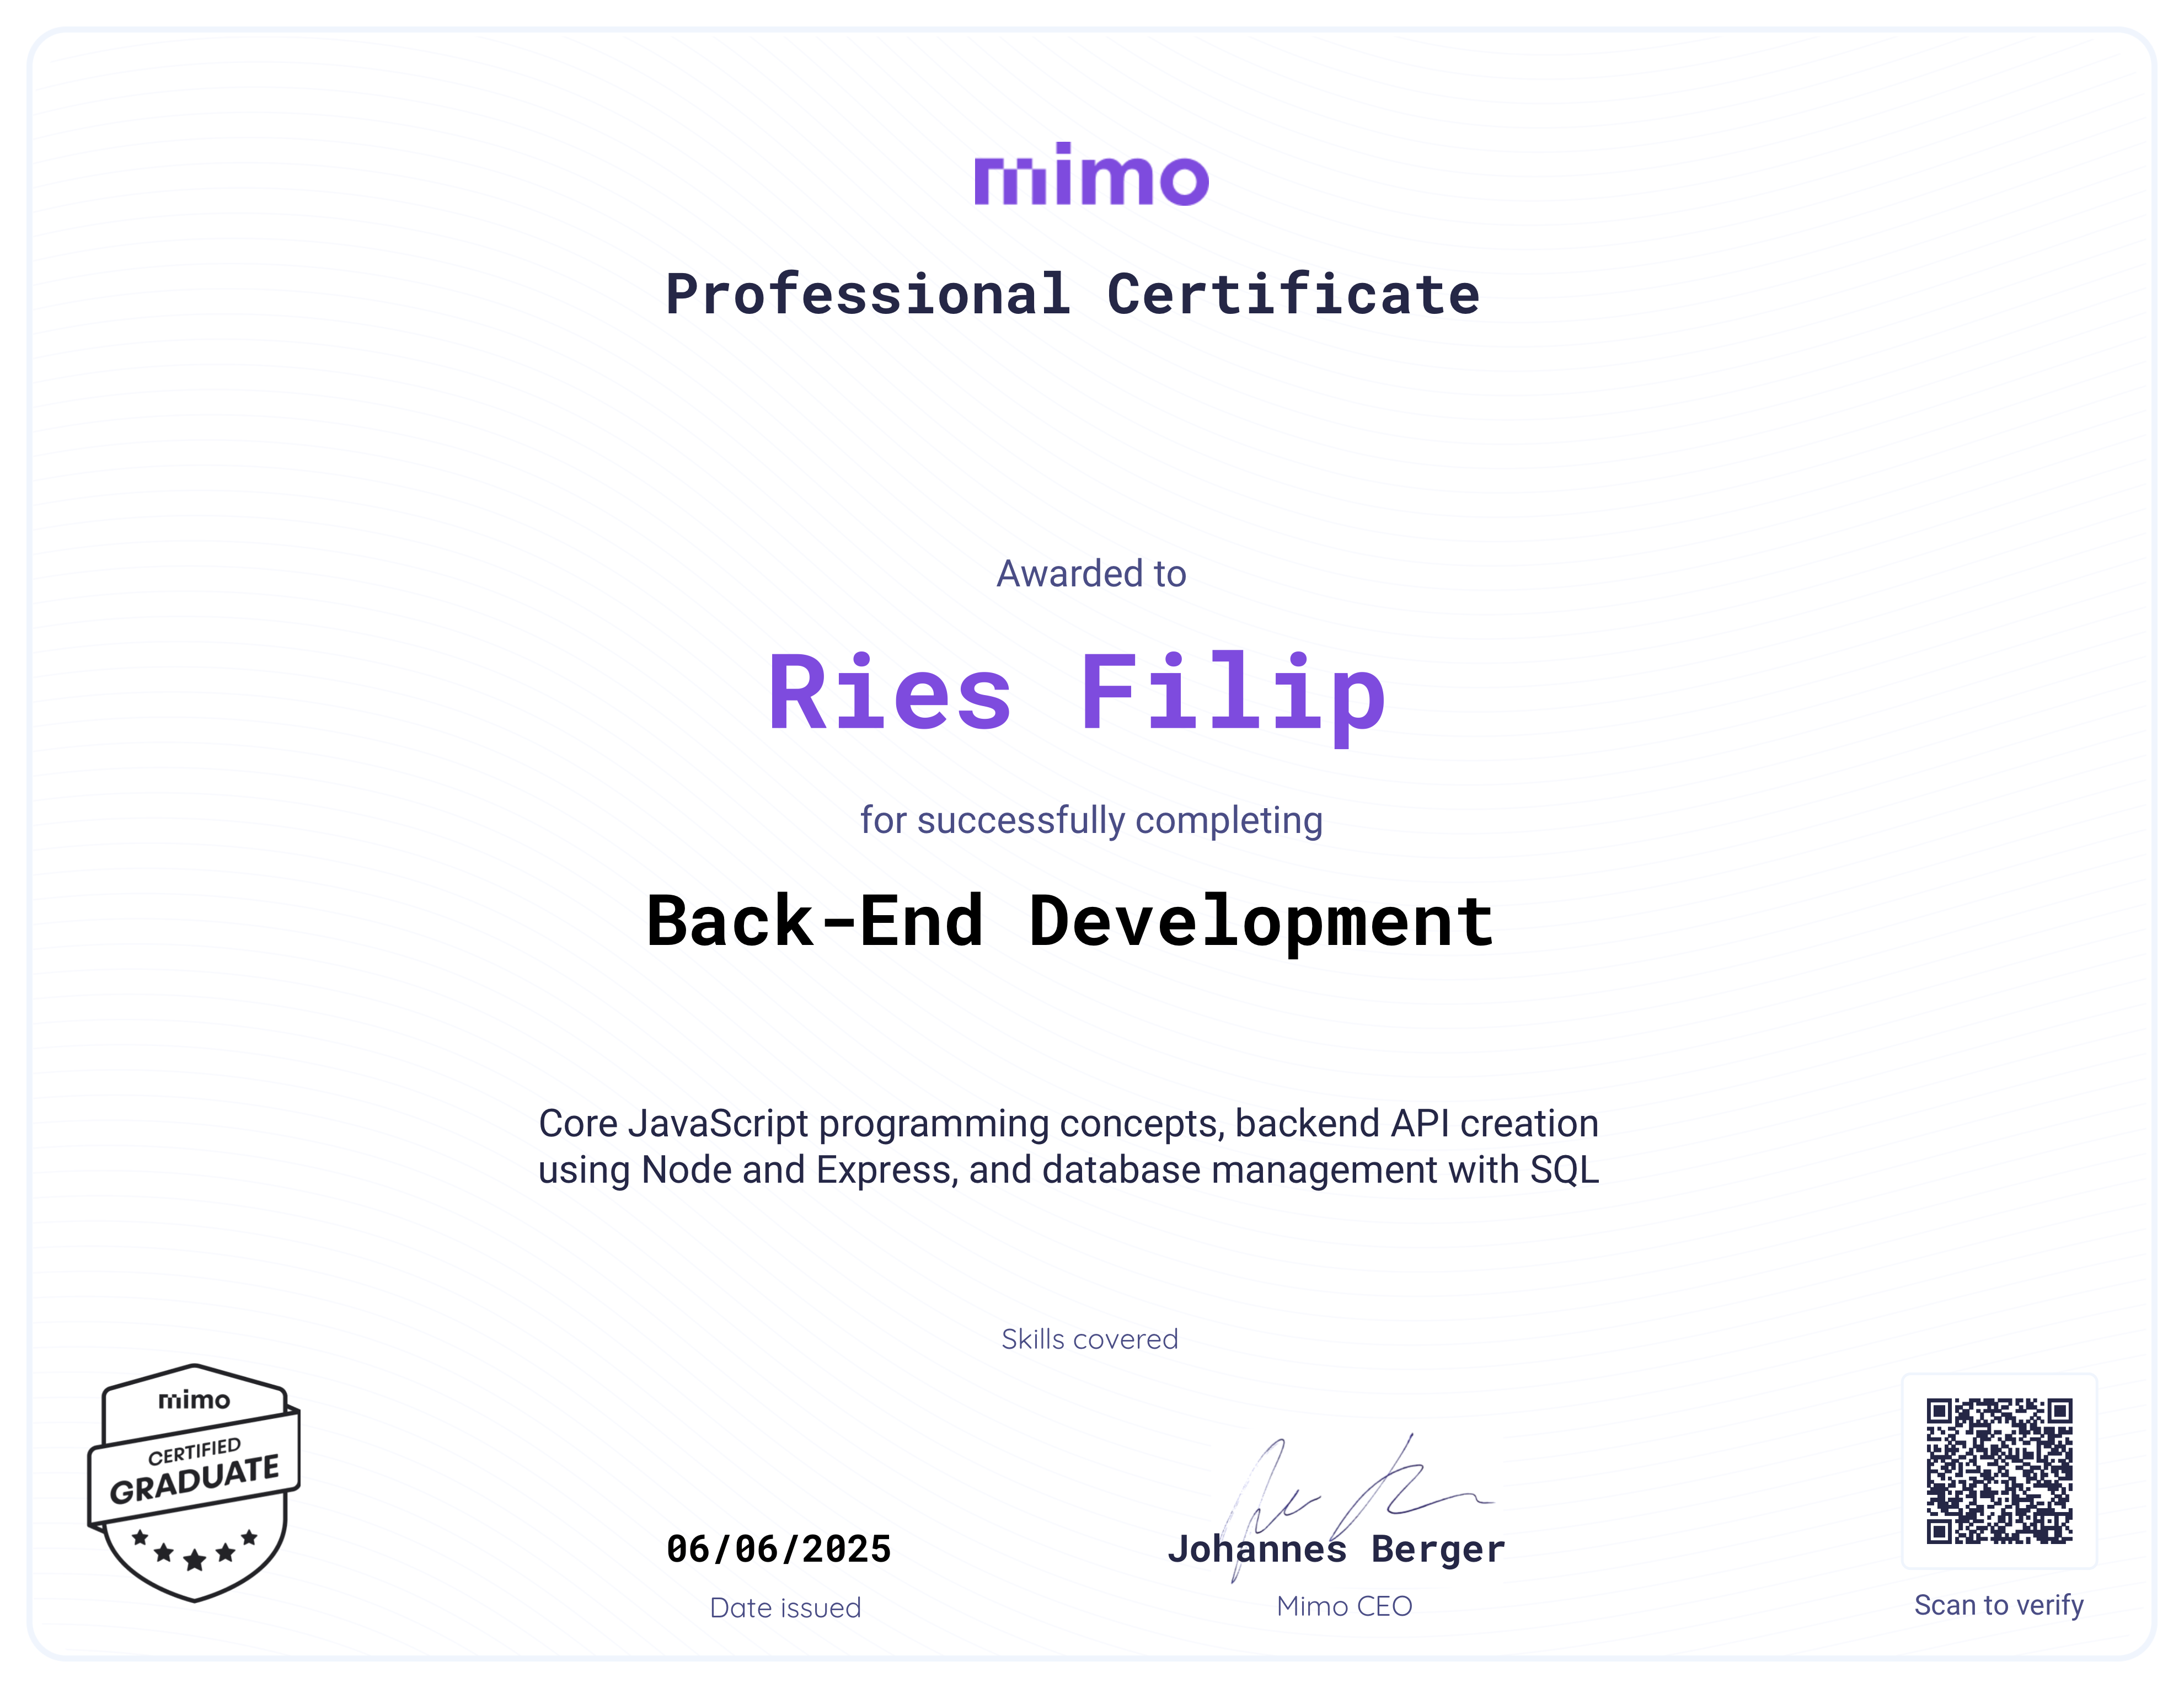 mimo
Professional Certificate
Awarded to
Ries Filip
for successfully completing
Back-End Development
Core JavaScript programming concepts, backend API creation
using Node and Express, and database management with SQL
Skills covered
mimo
CERTIFIED
GRADUATE
06/06/2025
Date issued
Johannes Berger
Mimo CEO
Scan to verify